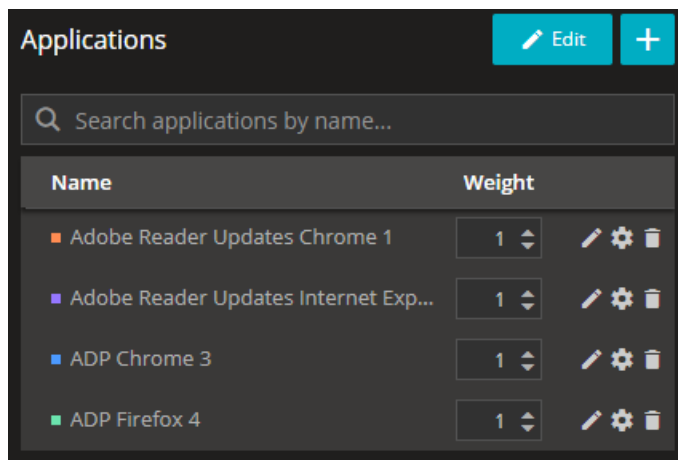 Applications
Edit
Search applications by name...
Name Weight
Adobe Reader Updates Chrome 1 1
Adobe Reader Updates Internet Exp... 1
ADP Chrome 3 1
ADP Firefox 4 1